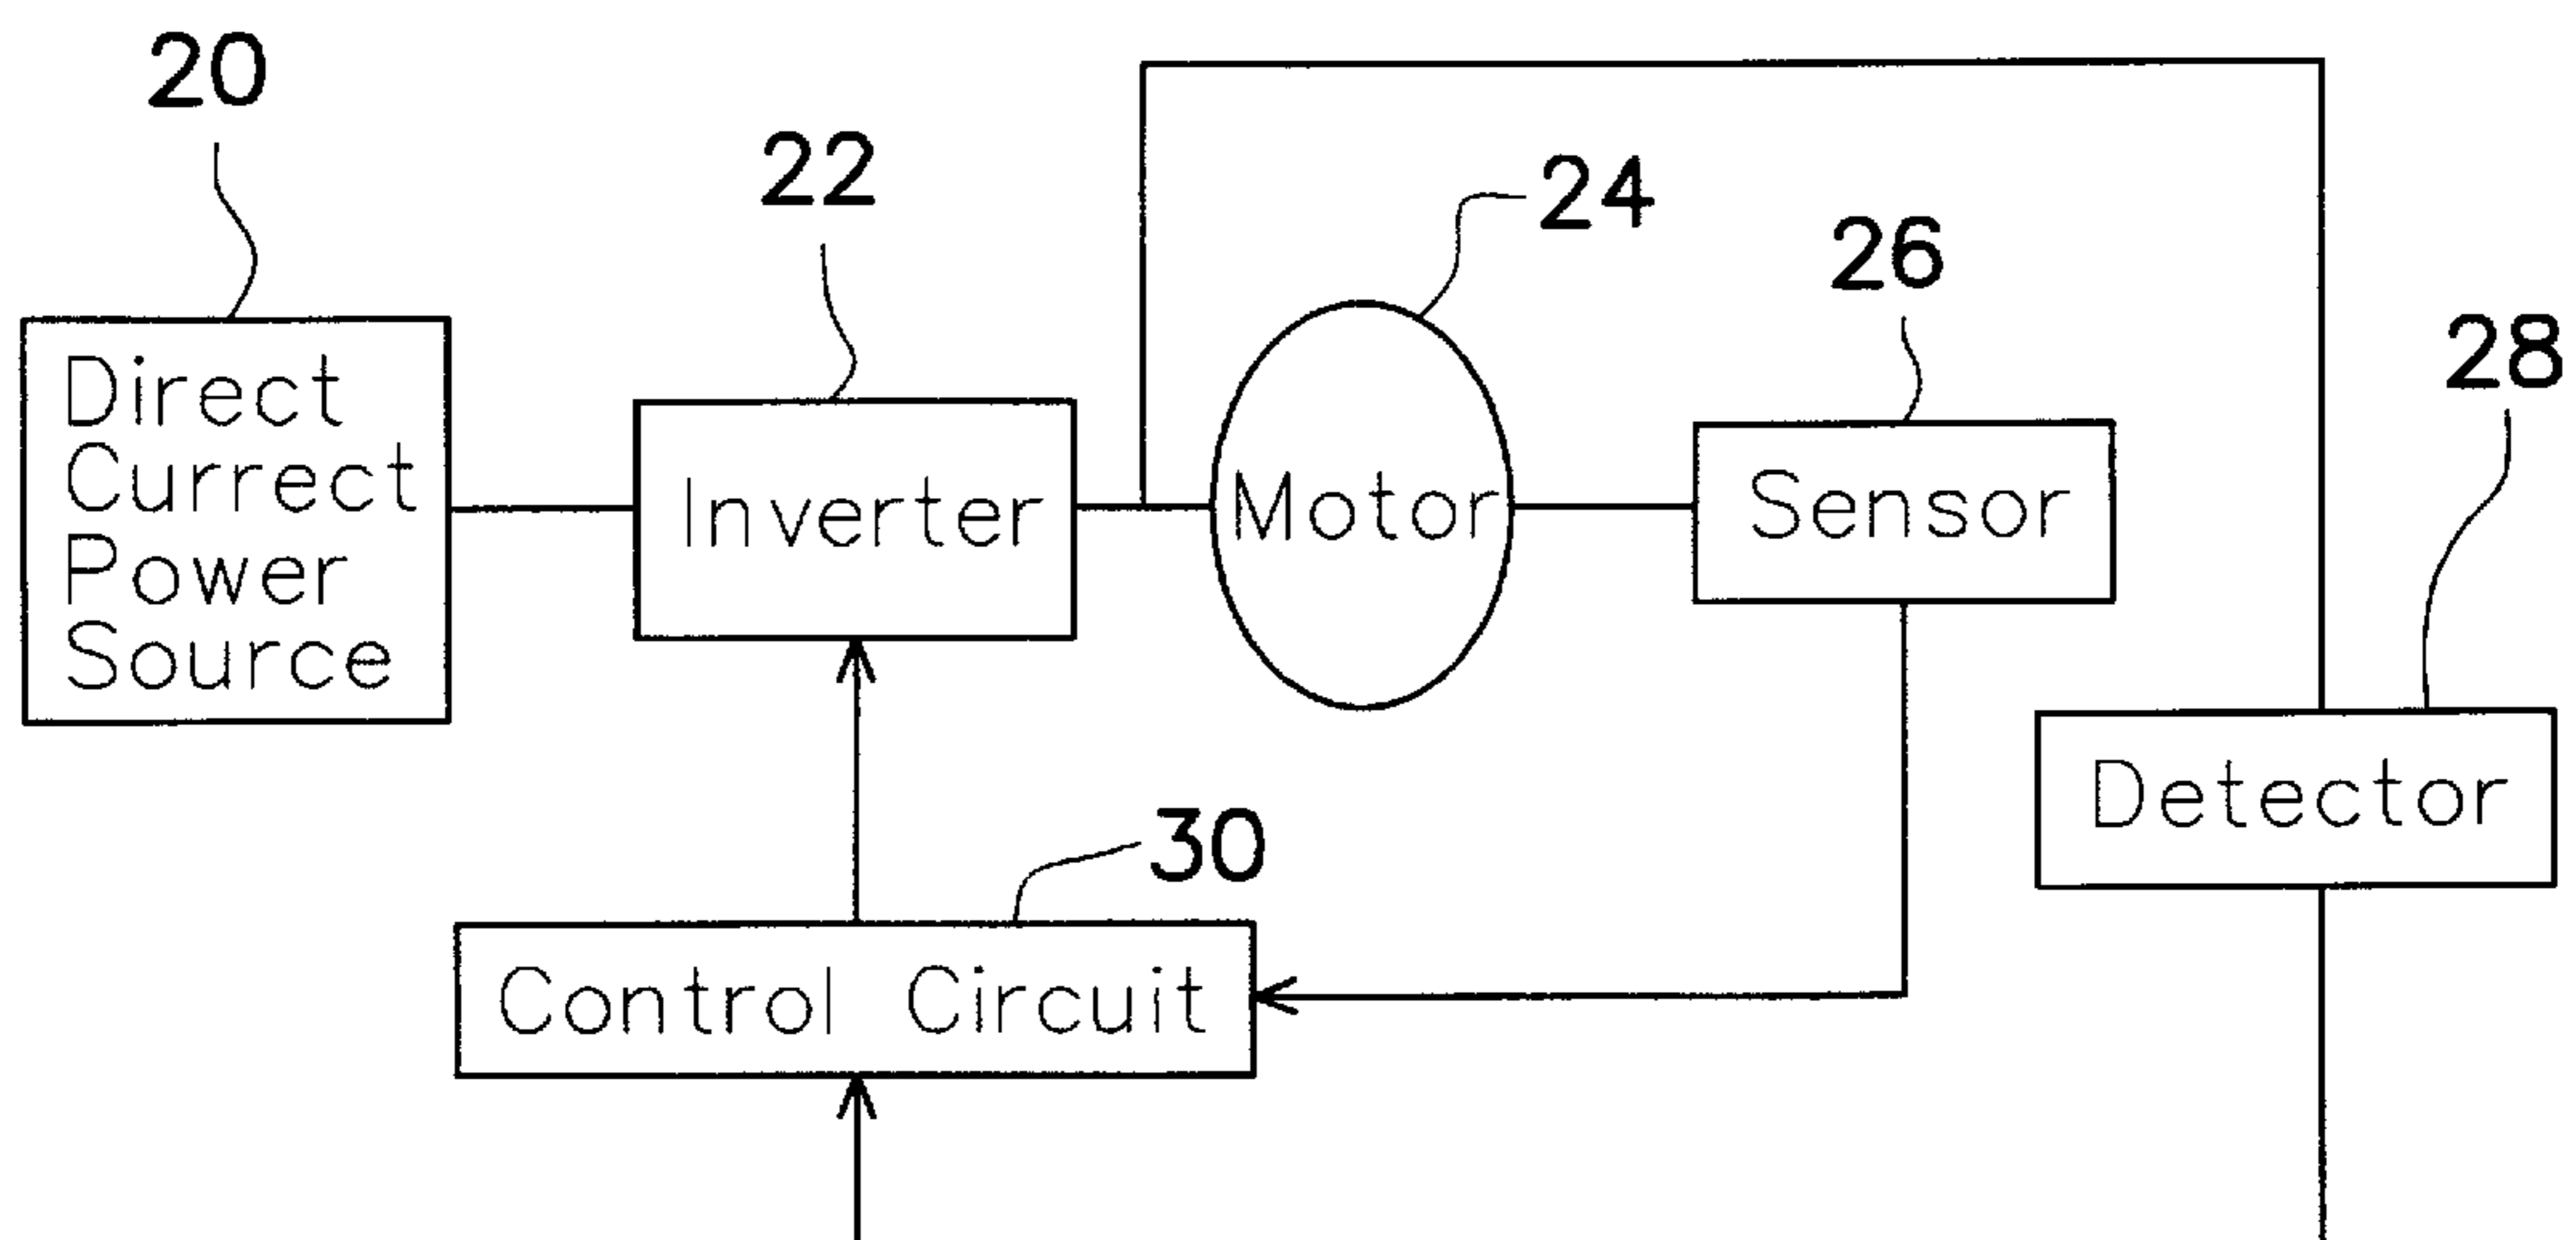 20
22
24
26
28
Direct
Currect
Power
Source
Inverter
Motor
Sensor
Detector
30
Control Circuit